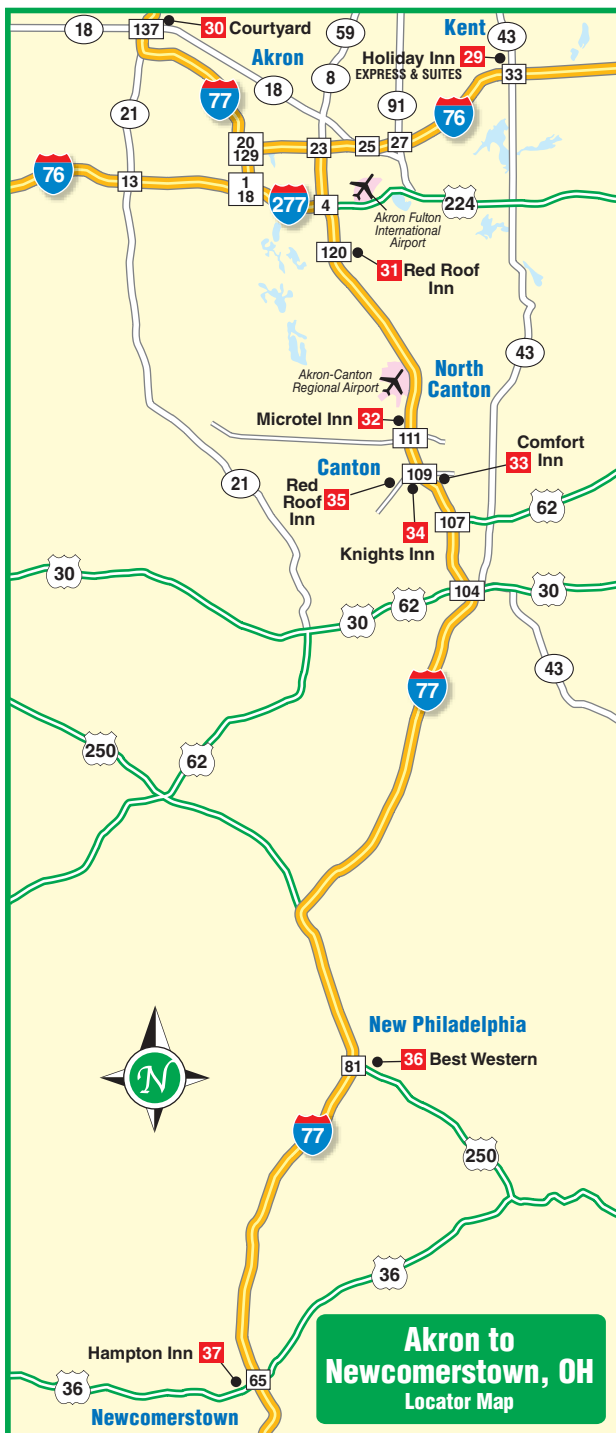 18
137
30 Courtyard
Akron
59
Kent
43
Holiday Inn 29
EXPRESS & SUITES
33
77
18
8
91
76
21
20
129
23
25
27
76
13
1
18
277
4
224
Akron Fulton
International
Airport
120
31 Red Roof
Inn
43
Akron-Canton
Regional Airport
North
Canton
Microtel Inn 32
111
Comfort
33 Inn
Canton
109
21
Red
Roof 35
Inn
34
Knights Inn
107
62
30
104
30
62
30
43
77
250
62
New Philadelphia
81
36 Best Western
N
77
250
36
Hampton Inn 37
65
36
Newcomerstown
Akron to
Newcomerstown, OH
Locator Map